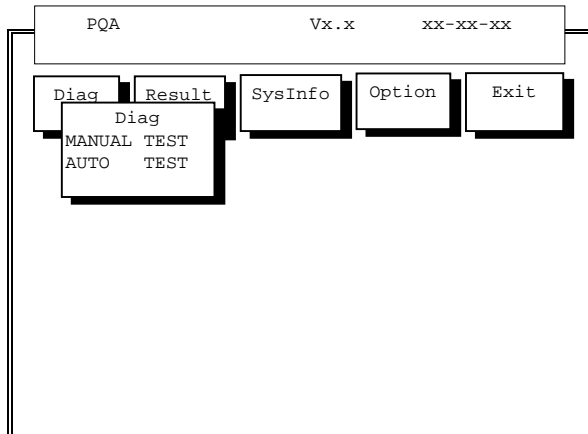 PQA Vx.x xx-xx-xx
Diag Result SysInfo Option Exit
Diag
MANUAL TEST
AUTO TEST